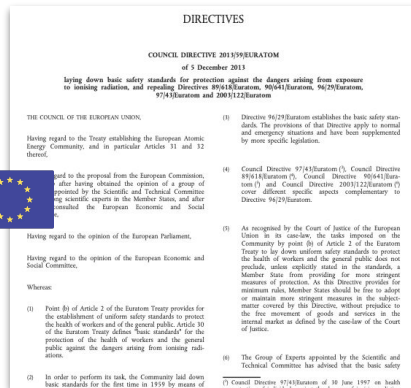 DIRECTIVES
COUNCIL DIRECTIVE 2013/59/EURATOM
of 5 December 2013
laying down basic safety standards for protection against the dangers arising from exposure
to ionising radiation, and repealing Directives 89/618/Euratom, 90/641/Euratom, 96/29/Euratom,
97/43/Euratom and 2003/122/Euratom
THE COUNCIL OF THE EUROPEAN UNION,
Having regard to the Treaty establishing the European Atomic
Energy Community, and in particular Articles 31 and 32
thereof,
gard to the proposal from the European Commission,
after having obtained the opinion of a group of
ppointed by the Scientific and Technical Committee
ng scientific experts in the Member States, and after
onsulted the European Economic and Social
e,
Having regard to the opinion of the European Parliament,
Having regard to the opinion of the European Economic and
Social Committee,
Whereas:
(1) Point (b) of Article 2 of the Euratom Treaty provides for
the establishment of uniform safety standards to protect
the health of workers and of the general public. Article 30
of the Euratom Treaty defines "basic standards" for the
protection of the health of workers and the general
public against the dangers arising from ionising radi-
ations.
(2) In order to perform its task, the Community laid down
basic standards for the first time in 1959 by means of
(3) Directive 96/29/Euratom establishes the basic safety stan-
dards. The provisions of that Directive apply to normal
and emergency situations and have been supplemented
by more specific legislation.
(4) Council Directive 97/43/Euratom (¹), Council Directive
89/618/Euratom (²), Council Directive 90/641/Eura-
tom (³) and Council Directive 2003/122/Euratom (⁴)
cover different specific aspects complementary to
Directive 96/29/Euratom.
(5) As recognised by the Court of Justice of the European
Union in its case-law, the tasks imposed on the
Community by point (b) of Article 2 of the Euratom
Treaty to lay down uniform safety standards to protect
the health of workers and the general public does not
preclude, unless explicitly stated in the standards, a
Member State from providing for more stringent
measures of protection. As this Directive provides for
minimum rules, Member States should be free to adopt
or maintain more stringent measures in the subject-
matter covered by this Directive, without prejudice to
the free movement of goods and services in the
internal market as defined by the case-law of the Court
of Justice.
(6) The Group of Experts appointed by the Scientific and
Technical Committee has advised that the basic safety
(¹) Council Directive 97/43/Euratom of 30 June 1997 on health